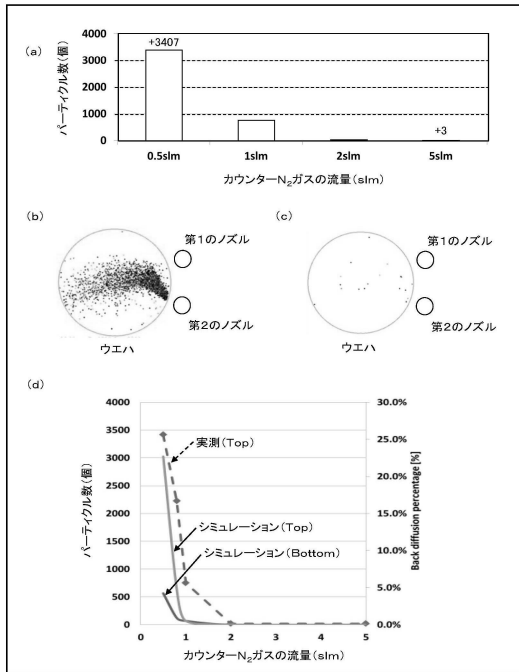 (a)
パーティクル数(個)
4000
3000
2000
1000
0
+3407
+3
0.5slm 1slm 2slm 5slm
カウンターN₂ガスの流量(slm)
(b)
第1のノズル
第2のノズル
ウエハ
(c)
第1のノズル
第2のノズル
ウエハ
(d)
パーティクル数(個)
4000
3500
3000
2500
2000
1500
1000
500
0
実測(Top)
シミュレーション(Top)
シミュレーション(Bottom)
30.0%
25.0%
20.0%
15.0%
10.0%
5.0%
0.0%
Back diffusion percentage [%]
0 1 2 3 4 5
カウンターN₂ガスの流量(slm)